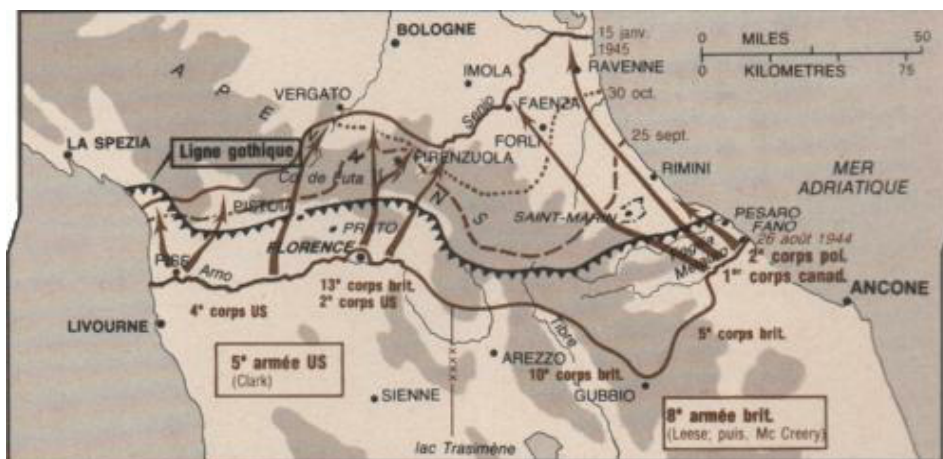 BOLOGNE
15 janv.
1945
MILES
0 50
KILOMETRES
0 75
IMOLA
RAVENNE
VERGATO
FAENZA
30 oct.
Senio
FORLI
25 sept.
A P E N N I N S
LA SPEZIA
Ligne gothique
FIRENZUOLA
Col de Futa
RIMINI
MER
ADRIATIQUE
PISTOIA
SAINT-MARIN
PESARO
PRATO
FANO
FLORENCE
26 août 1944
Metauro
2e corps pol.
1er corps canad.
PISE
Arno
13e corps brit.
2e corps US
4e corps US
ANCONE
LIVOURNE
5e corps brit.
Tibre
5e armée US
(Clark)
AREZZO
10e corps brit.
GUBBIO
SIENNE
8e armée brit.
(Leese; puis. Mc Creery)
lac Trasimène